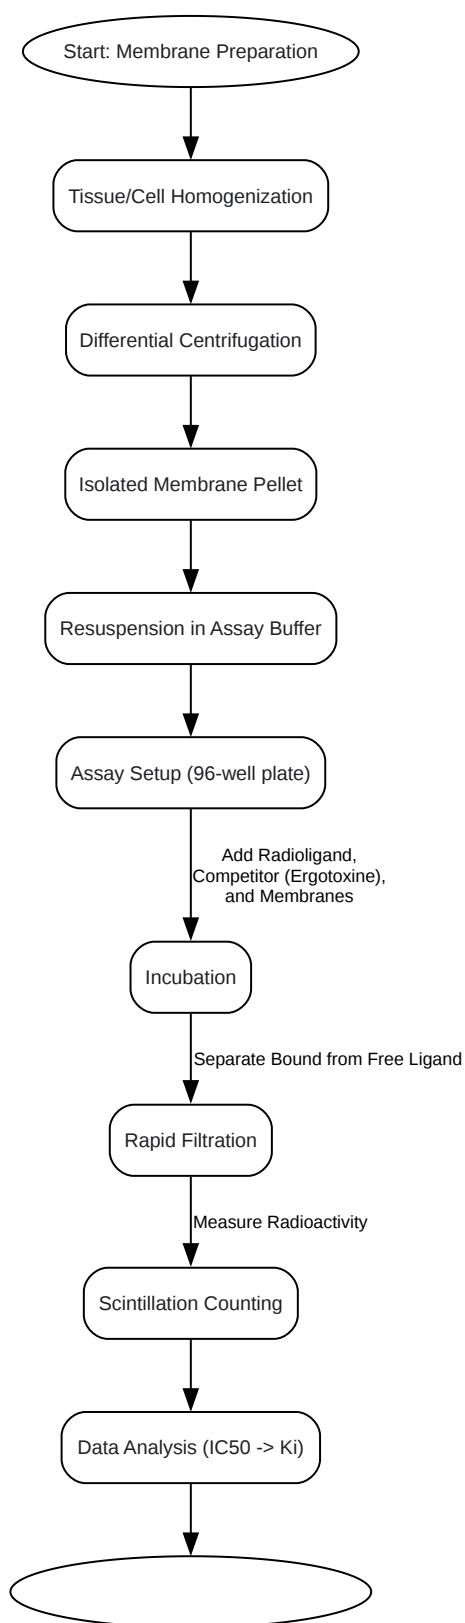 Start: Membrane Preparation
Tissue/Cell Homogenization
Differential Centrifugation
Isolated Membrane Pellet
Resuspension in Assay Buffer
Assay Setup (96-well plate)
Add Radioligand,
Competitor (Ergotoxine),
and Membranes
Incubation
Separate Bound from Free Ligand
Rapid Filtration
Measure Radioactivity
Scintillation Counting
Data Analysis (IC50 -> Ki)